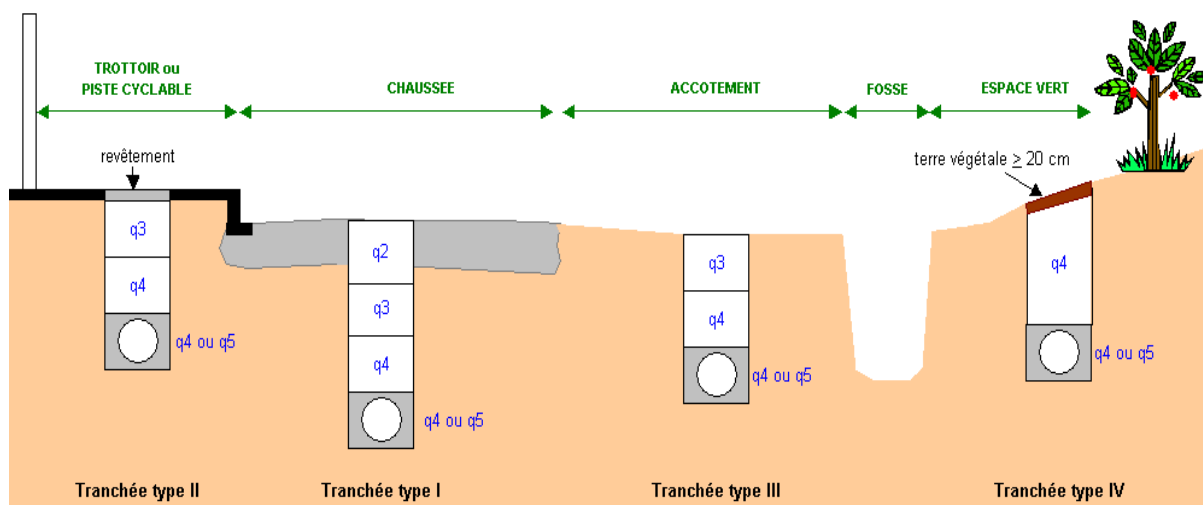 TROTTOIR ou
PISTE CYCLABLE
CHAUSSEE
ACCOTEMENT
FOSSE
ESPACE VERT
revêtement
terre végétale ≥ 20 cm
q3
q4
q4 ou q5
q2
q3
q4
q4 ou q5
q3
q4
q4 ou q5
q4
q4 ou q5
Tranchée type II
Tranchée type I
Tranchée type III
Tranchée type IV